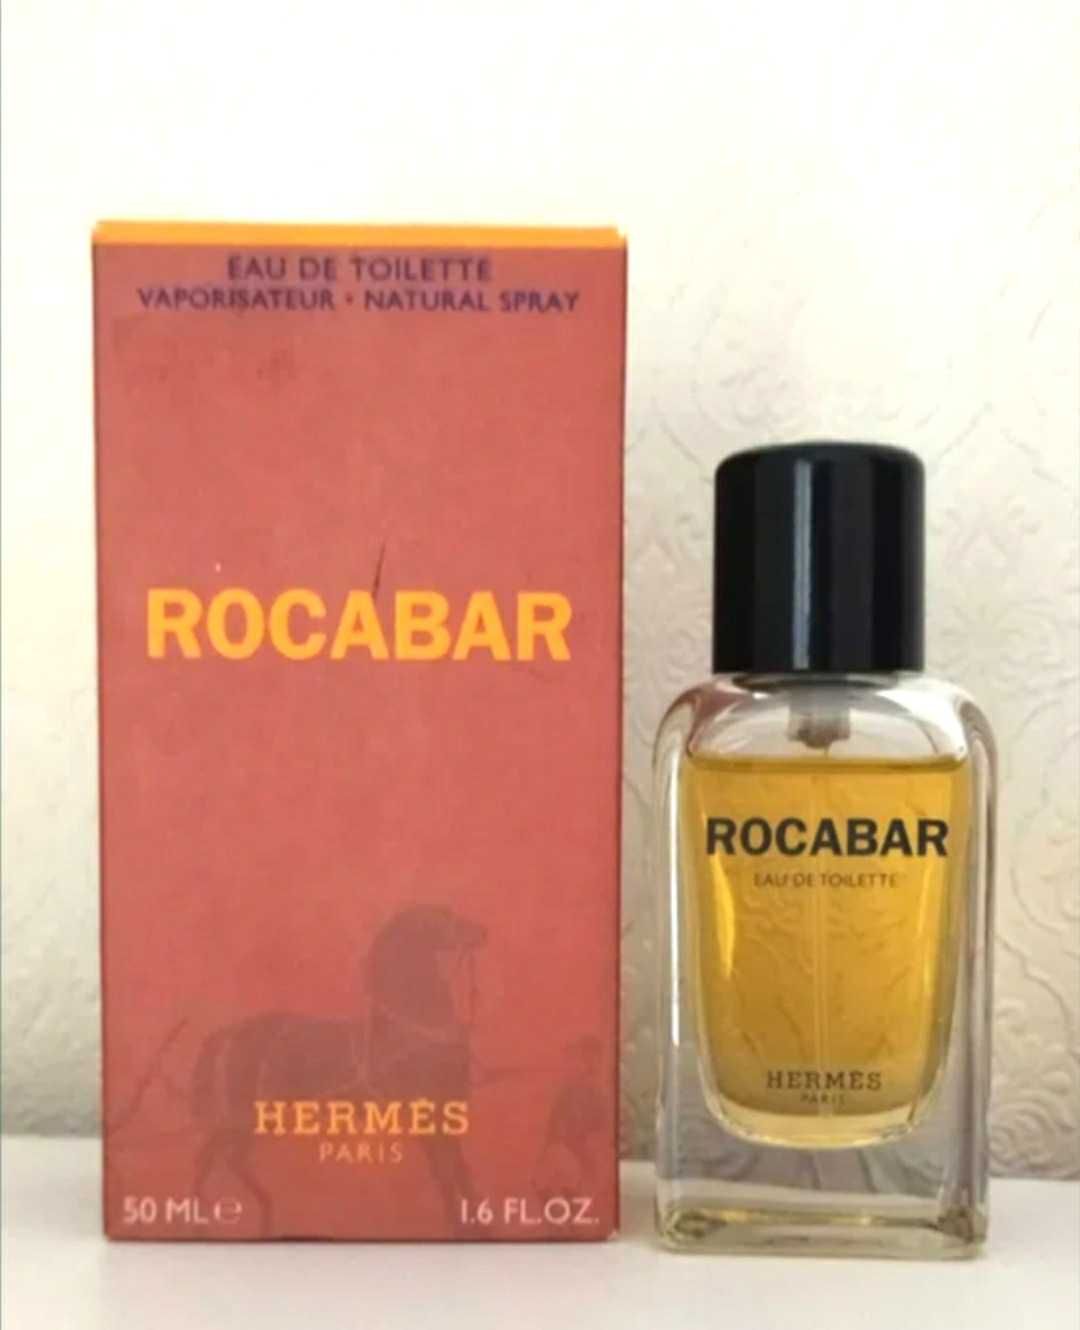 EAU DE TOILETTE
VAPORISATEUR • NATURAL SPRAY
ROCABAR
HERMÈS
PARIS
50 ML ℮
1.6 FL.OZ.
ROCABAR
EAU DE TOILETTE
HERMÈS
PARIS